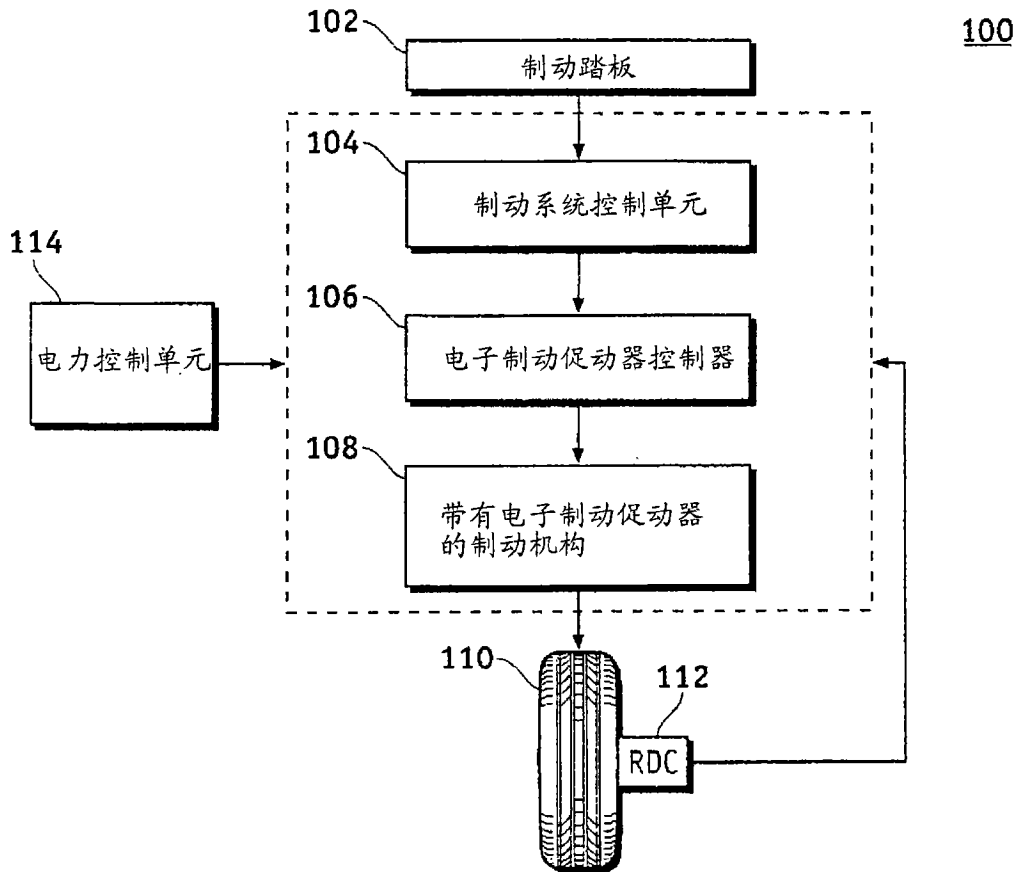 100
102
制动踏板
104
制动系统控制单元
114
电力控制单元
106
电子制动促动器控制器
108
带有电子制动促动器
的制动机构
110
112
RDC